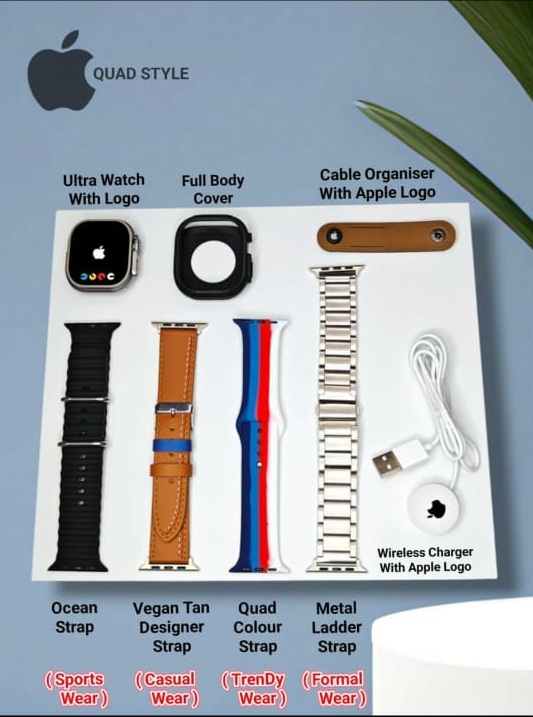 QUAD STYLE
Ultra Watch
With Logo
Full Body
Cover
Cable Organiser
With Apple Logo
Wireless Charger
With Apple Logo
Ocean
Strap
Vegan Tan
Designer
Strap
Quad
Colour
Strap
Metal
Ladder
Strap
(Sports
Wear)
(Casual
Wear)
(TrenDy
Wear)
(Formal
Wear)